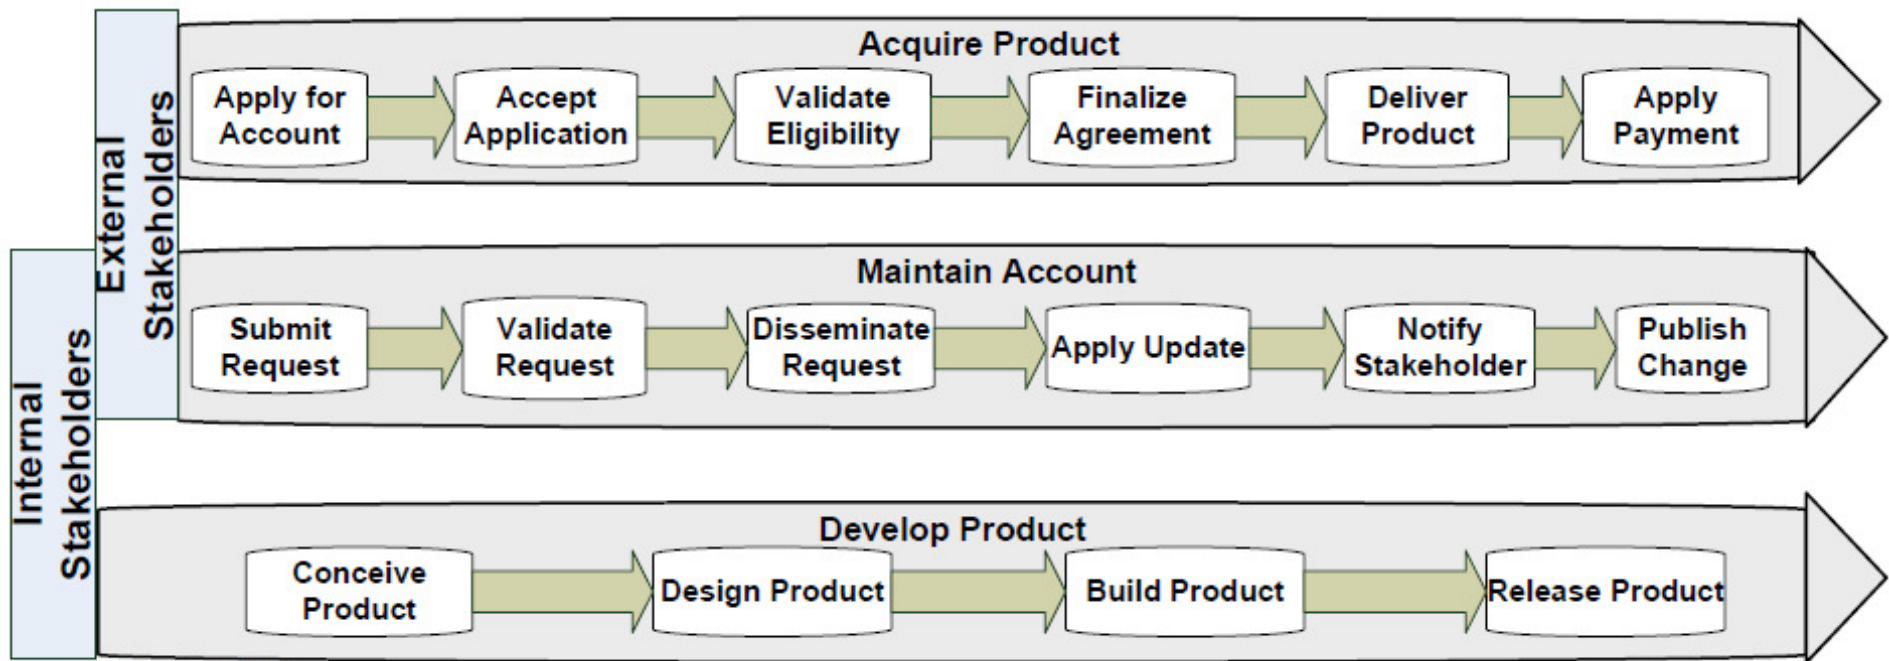 External
Stakeholders
Internal
Stakeholders
Acquire Product
Apply for
Account
Accept
Application
Validate
Eligibility
Finalize
Agreement
Deliver
Product
Apply
Payment
Maintain Account
Submit
Request
Validate
Request
Disseminate
Request
Apply Update
Notify
Stakeholder
Publish
Change
Develop Product
Conceive
Product
Design Product
Build Product
Release Product